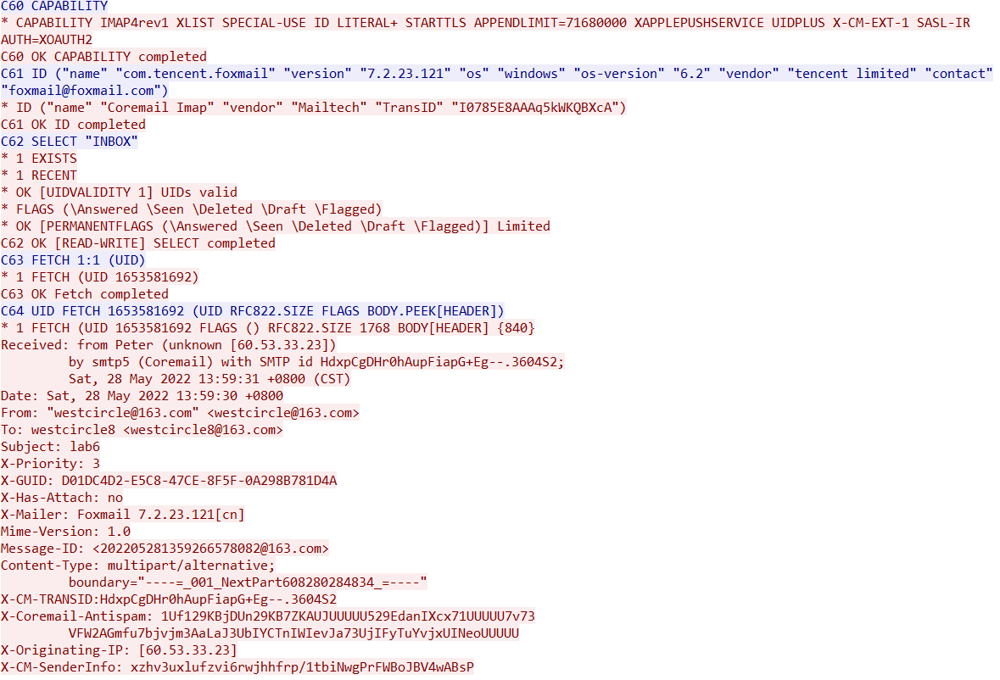 C60 CAPABILITY
* CAPABILITY IMAP4rev1 XLIST SPECIAL-USE ID LITERAL+ STARTTLS APPENDLIMIT=71680000 XAPPLEPUSHSERVICE UIDPLUS X-CM-EXT-1 SASL-IR
AUTH=XOAUTH2
C60 OK CAPABILITY completed
C61 ID ("name" "com.tencent.foxmail" "version" "7.2.23.121" "os" "windows" "os-version" "6.2" "vendor" "tencent limited" "contact"
"foxmail@foxmail.com")
* ID ("name" "Coremail Imap" "vendor" "Mailtech" "TransID" "I0785E8AAAq5kWKQBXcA")
C61 OK ID completed
C62 SELECT "INBOX"
* 1 EXISTS
* 1 RECENT
* OK [UIDVALIDITY 1] UIDs valid
* FLAGS (\Answered \Seen \Deleted \Draft \Flagged)
* OK [PERMANENTFLAGS (\Answered \Seen \Deleted \Draft \Flagged)] Limited
C62 OK [READ-WRITE] SELECT completed
C63 FETCH 1:1 (UID)
* 1 FETCH (UID 1653581692)
C63 OK Fetch completed
C64 UID FETCH 1653581692 (UID RFC822.SIZE FLAGS BODY.PEEK[HEADER])
* 1 FETCH (UID 1653581692 FLAGS () RFC822.SIZE 1768 BODY[HEADER] {840}
Received: from Peter (unknown [60.53.33.23])
by smtp5 (Coremail) with SMTP id HdxpCgDHr0hAupFiapG+Eg--.3604S2;
Sat, 28 May 2022 13:59:31 +0800 (CST)
Date: Sat, 28 May 2022 13:59:30 +0800
From: "westcircle@163.com" <westcircle@163.com>
To: westcircle8 <westcircle8@163.com>
Subject: lab6
X-Priority: 3
X-GUID: D01DC4D2-E5C8-47CE-8F5F-0A298B781D4A
X-Has-Attach: no
X-Mailer: Foxmail 7.2.23.121[cn]
Mime-Version: 1.0
Message-ID: <202205281359266578082@163.com>
Content-Type: multipart/alternative;
boundary="----=_001_NextPart608280284834_=----"
X-CM-TRANSID:HdxpCgDHr0hAupFiapG+Eg--.3604S2
X-Coremail-Antispam: 1Uf129KBjDUn29KB7ZKAUJUUUUU529EdanIXcx71UUUUU7v73
VFW2AGmfu7bjvjm3AaLaJ3UbIYCTnIWIevJa73UjIFyTuYvjxUINeoUUUUU
X-Originating-IP: [60.53.33.23]
X-CM-SenderInfo: xzhv3uxlufzvi6rwjhhfrp/1tbiNwgPrFWBoJBV4wABsP